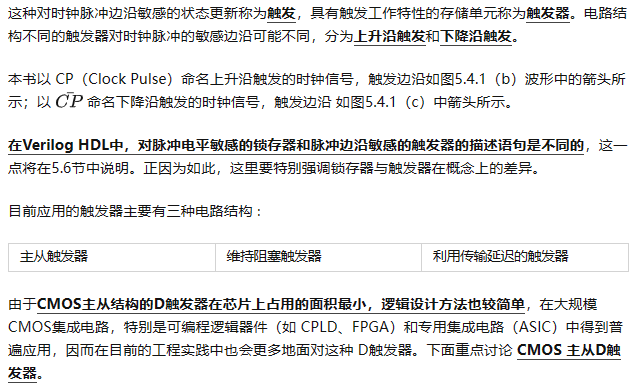 这种对时钟脉冲边沿敏感的状态更新称为触发，具有触发工作特性的存储单元称为触发器。电路结
构不同的触发器对时钟脉冲的敏感边沿可能不同，分为上升沿触发和下降沿触发。
本书以 CP（Clock Pulse）命名上升沿触发的时钟信号，触发边沿如图5.4.1（b）波形中的箭头所
示；以 C̅P̅ 命名下降沿触发的时钟信号，触发边沿 如图5.4.1（c）中箭头所示。
在Verilog HDL中，对脉冲电平敏感的锁存器和脉冲边沿敏感的触发器的描述语句是不同的，这一
点将在5.6节中说明。正因为如此，这里要特别强调锁存器与触发器在概念上的差异。
目前应用的触发器主要有三种电路结构：
主从触发器 维持阻塞触发器 利用传输延迟的触发器
由于CMOS主从结构的D触发器在芯片上占用的面积最小，逻辑设计方法也较简单，在大规模
CMOS集成电路，特别是可编程逻辑器件（如 CPLD、FPGA）和专用集成电路（ASIC）中得到普
遍应用，因而在目前的工程实践中也会更多地面对这种 D触发器。下面重点讨论 CMOS 主从D触
发器。